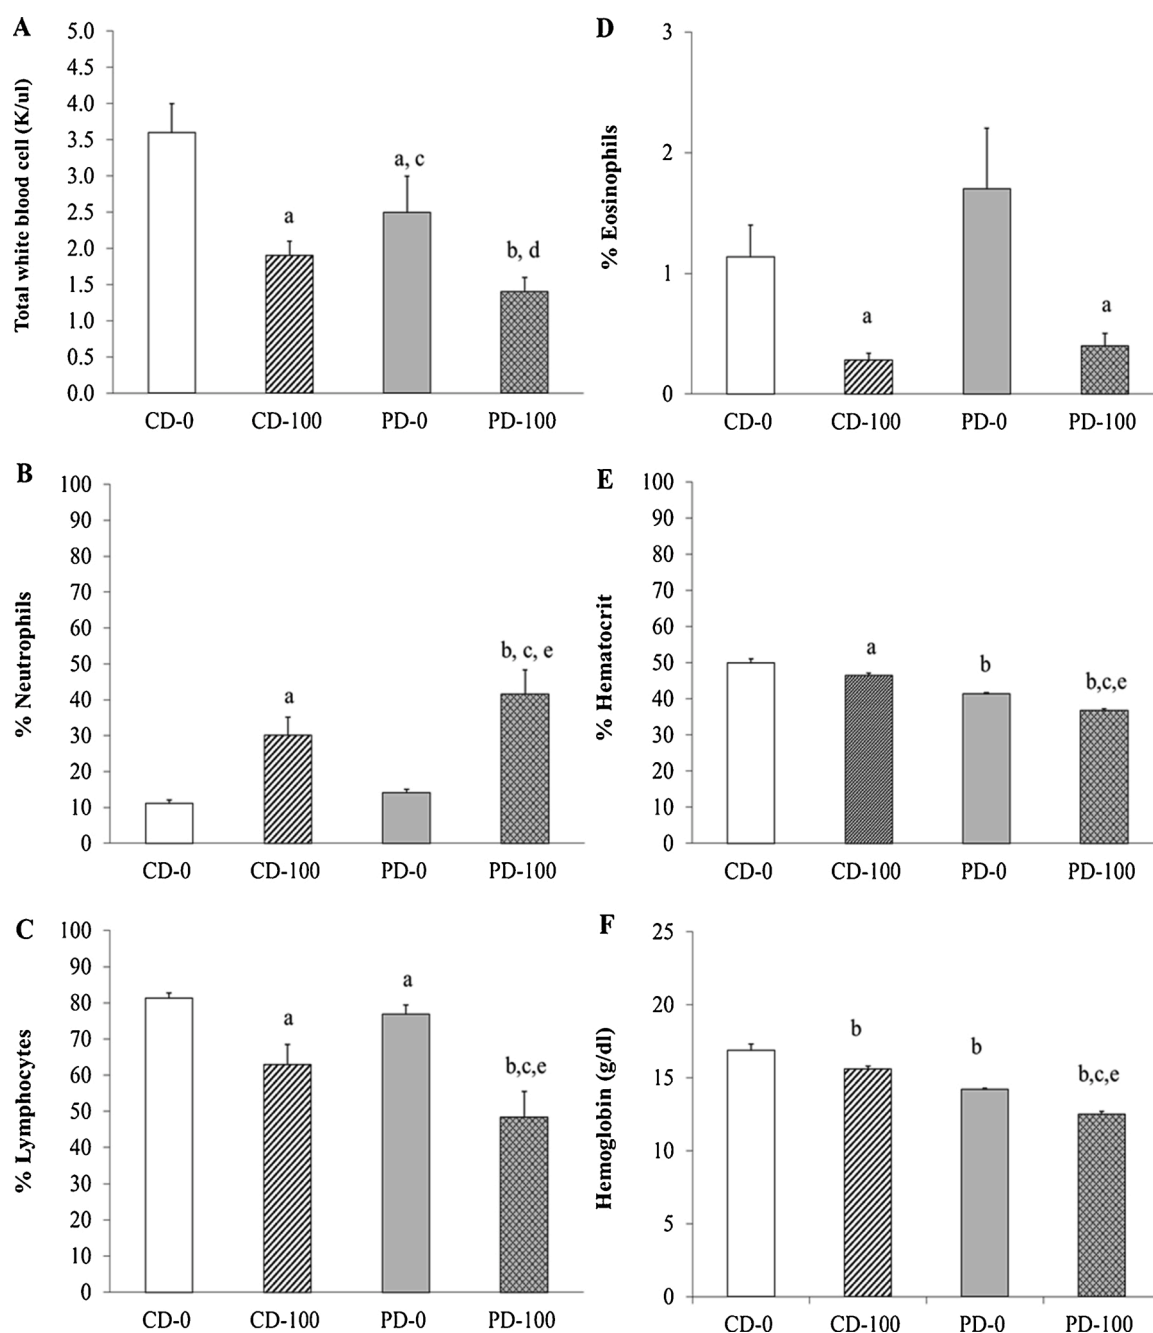 A
Total white blood cell (K/ul)
5.0
4.5
4.0
3.5
3.0
2.5
2.0
1.5
1.0
0.5
0.0
a
a, c
b, d
CD-0 CD-100 PD-0 PD-100
D
% Eosinophils
3
2
1
0
a
a
CD-0 CD-100 PD-0 PD-100
B
% Neutrophils
100
90
80
70
60
50
40
30
20
10
0
a
b, c, e
CD-0 CD-100 PD-0 PD-100
E
% Hematocrit
100
90
80
70
60
50
40
30
20
10
0
a
b
b,c,e
CD-0 CD-100 PD-0 PD-100
C
% Lymphocytes
100
90
80
70
60
50
40
30
20
10
0
a
a
b,c,e
CD-0 CD-100 PD-0 PD-100
F
Hemoglobin (g/dl)
25
20
15
10
5
0
b
b
b,c,e
CD-0 CD-100 PD-0 PD-100